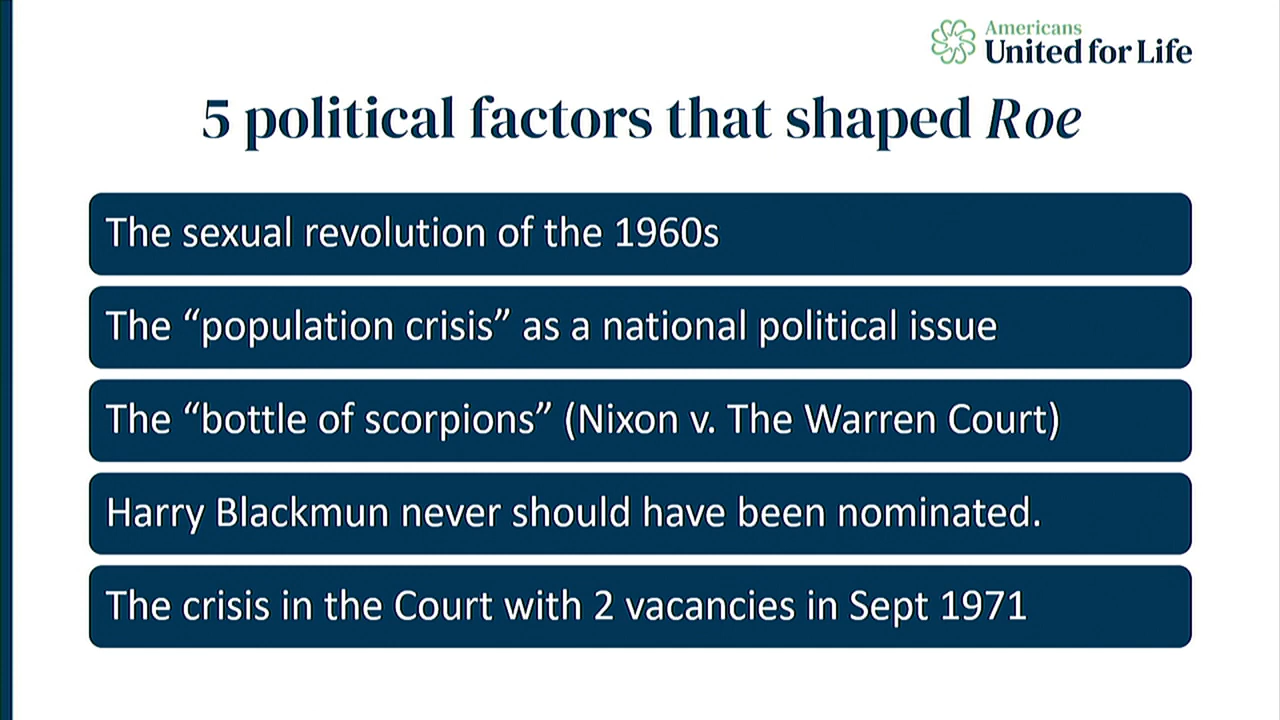 Americans
United for Life
5 political factors that shaped Roe
The sexual revolution of the 1960s
The “population crisis” as a national political issue
The “bottle of scorpions” (Nixon v. The Warren Court)
Harry Blackmun never should have been nominated.
The crisis in the Court with 2 vacancies in Sept 1971